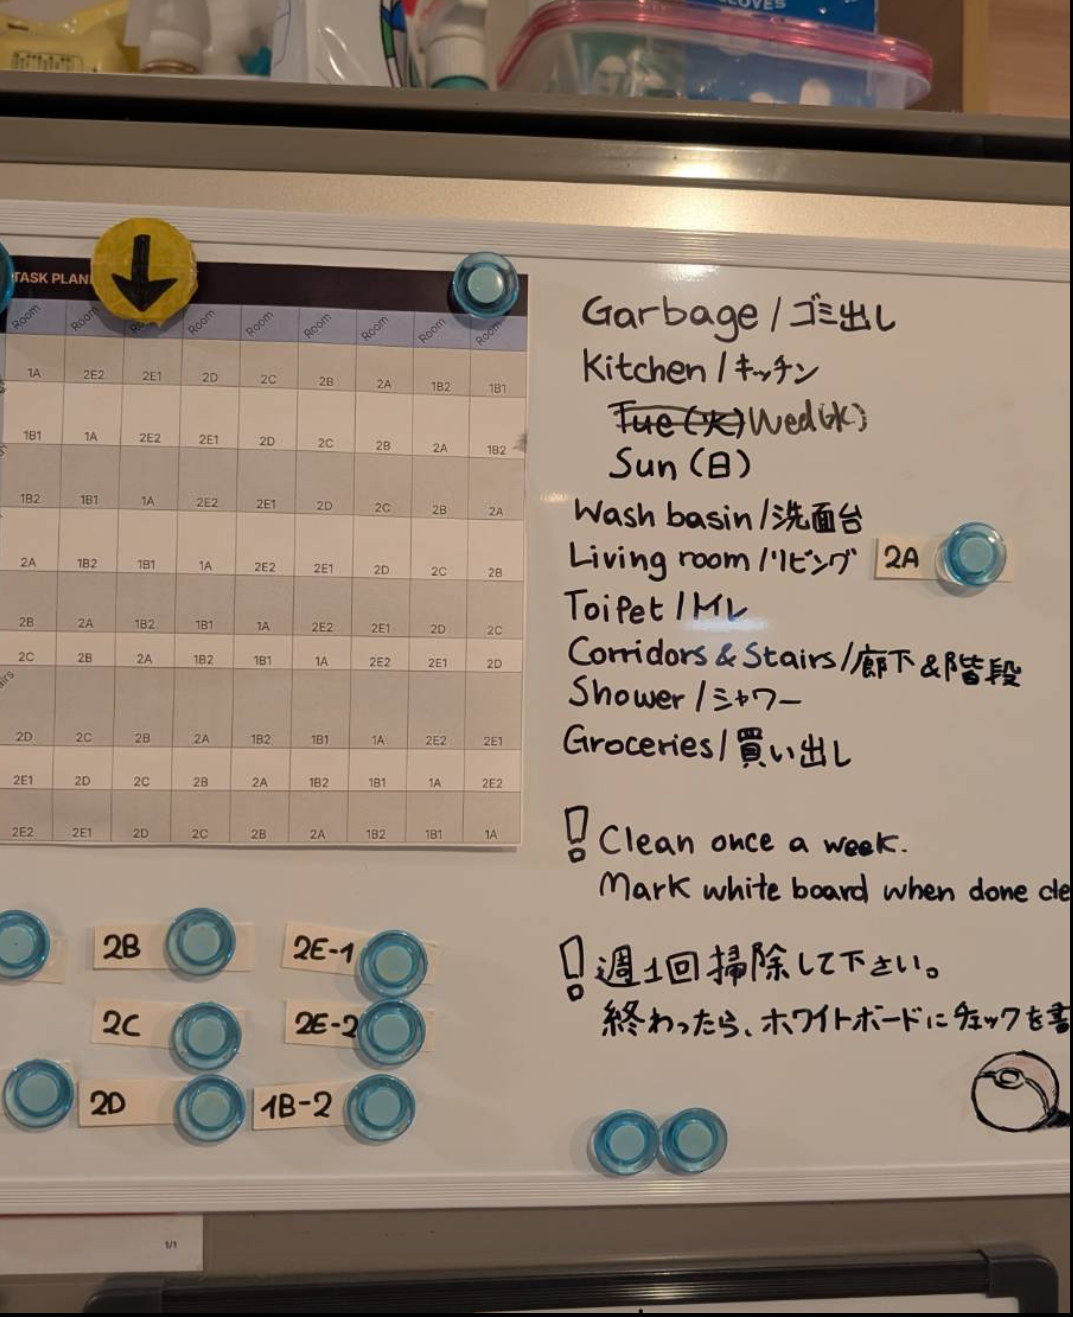 GLOVES
TASK PLAN
Room Room Room Room Room Room Room Room Room
1A 2E2 2E1 2D 2C 2B 2A 1B2 1B1
1B1 1A 2E2 2E1 2D 2C 2B 2A 1B2
1B2 1B1 1A 2E2 2E1 2D 2C 2B 2A
2A 1B2 1B1 1A 2E2 2E1 2D 2C 2B
2B 2A 1B2 1B1 1A 2E2 2E1 2D 2C
2C 2B 2A 1B2 1B1 1A 2E2 2E1 2D
2D 2C 2B 2A 1B2 1B1 1A 2E2 2E1
2E1 2D 2C 2B 2A 1B2 1B1 1A 2E2
2E2 2E1 2D 2C 2B 2A 1B2 1B1 1A
Garbage / ゴミ出し
Kitchen / キッチン
Tue (火) Wed (水)
Sun (日)
Wash basin / 洗面台
Living room / リビング 2A
Toilet / トイレ
Corridors & Stairs / 廊下 & 階段
Shower / シャワー
Groceries / 買い出し
! Clean once a week.
Mark white board when done cle
! 週1回掃除して下さい。
終わったら、ホワイトボードにチェックを書
2B 2E-1
2C 2E-2
2D 1B-2
1/1